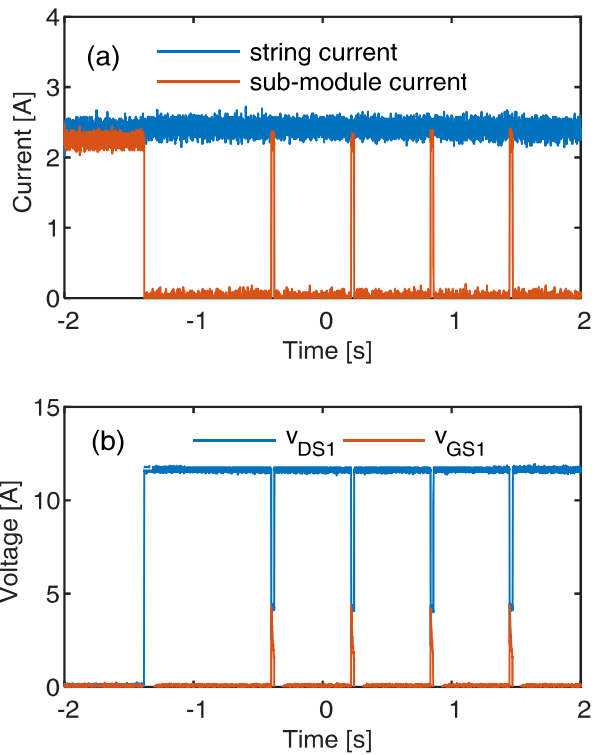 4
(a)
string current
sub-module current
3
2
1
0
Current [A]
-2 -1 0 1 2
Time [s]
15
(b)
vDS1 vGS1
10
5
0
Voltage [A]
-2 -1 0 1 2
Time [s]